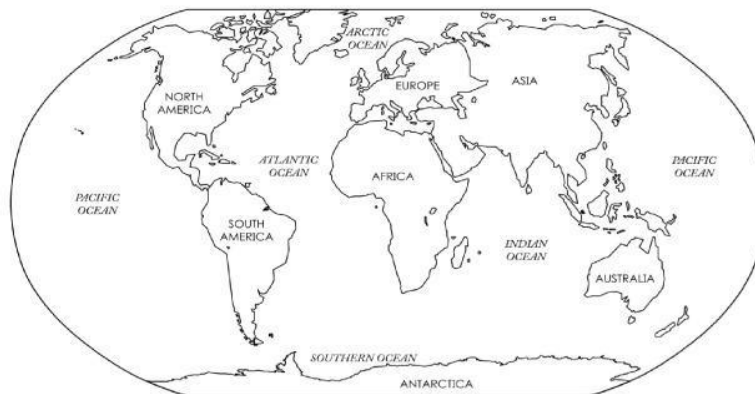 ARCTIC
OCEAN
NORTH
AMERICA
EUROPE
ASIA
ATLANTIC
OCEAN
AFRICA
PACIFIC
OCEAN
PACIFIC
OCEAN
SOUTH
AMERICA
INDIAN
OCEAN
AUSTRALIA
SOUTHERN OCEAN
ANTARCTICA